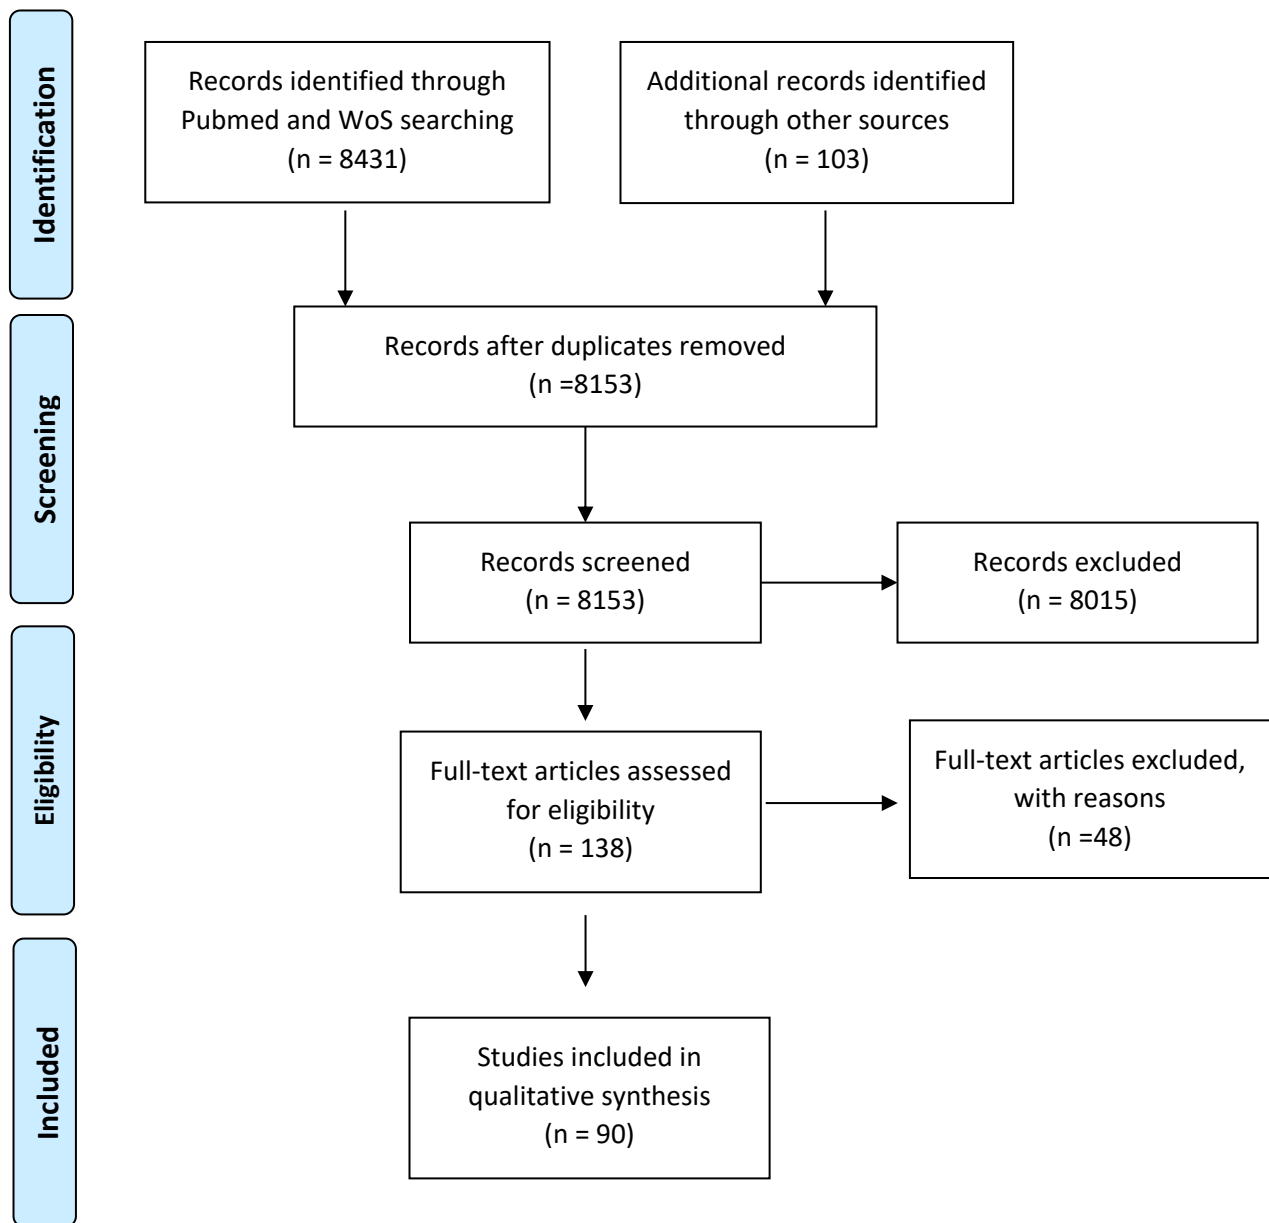 Identification
Records identified through
Pubmed and WoS searching
(n = 8431)
Additional records identified
through other sources
(n = 103)
Screening
Records after duplicates removed
(n =8153)
Records screened
(n = 8153)
Records excluded
(n = 8015)
Eligibility
Full-text articles assessed
for eligibility
(n = 138)
Full-text articles excluded,
with reasons
(n =48)
Included
Studies included in
qualitative synthesis
(n = 90)